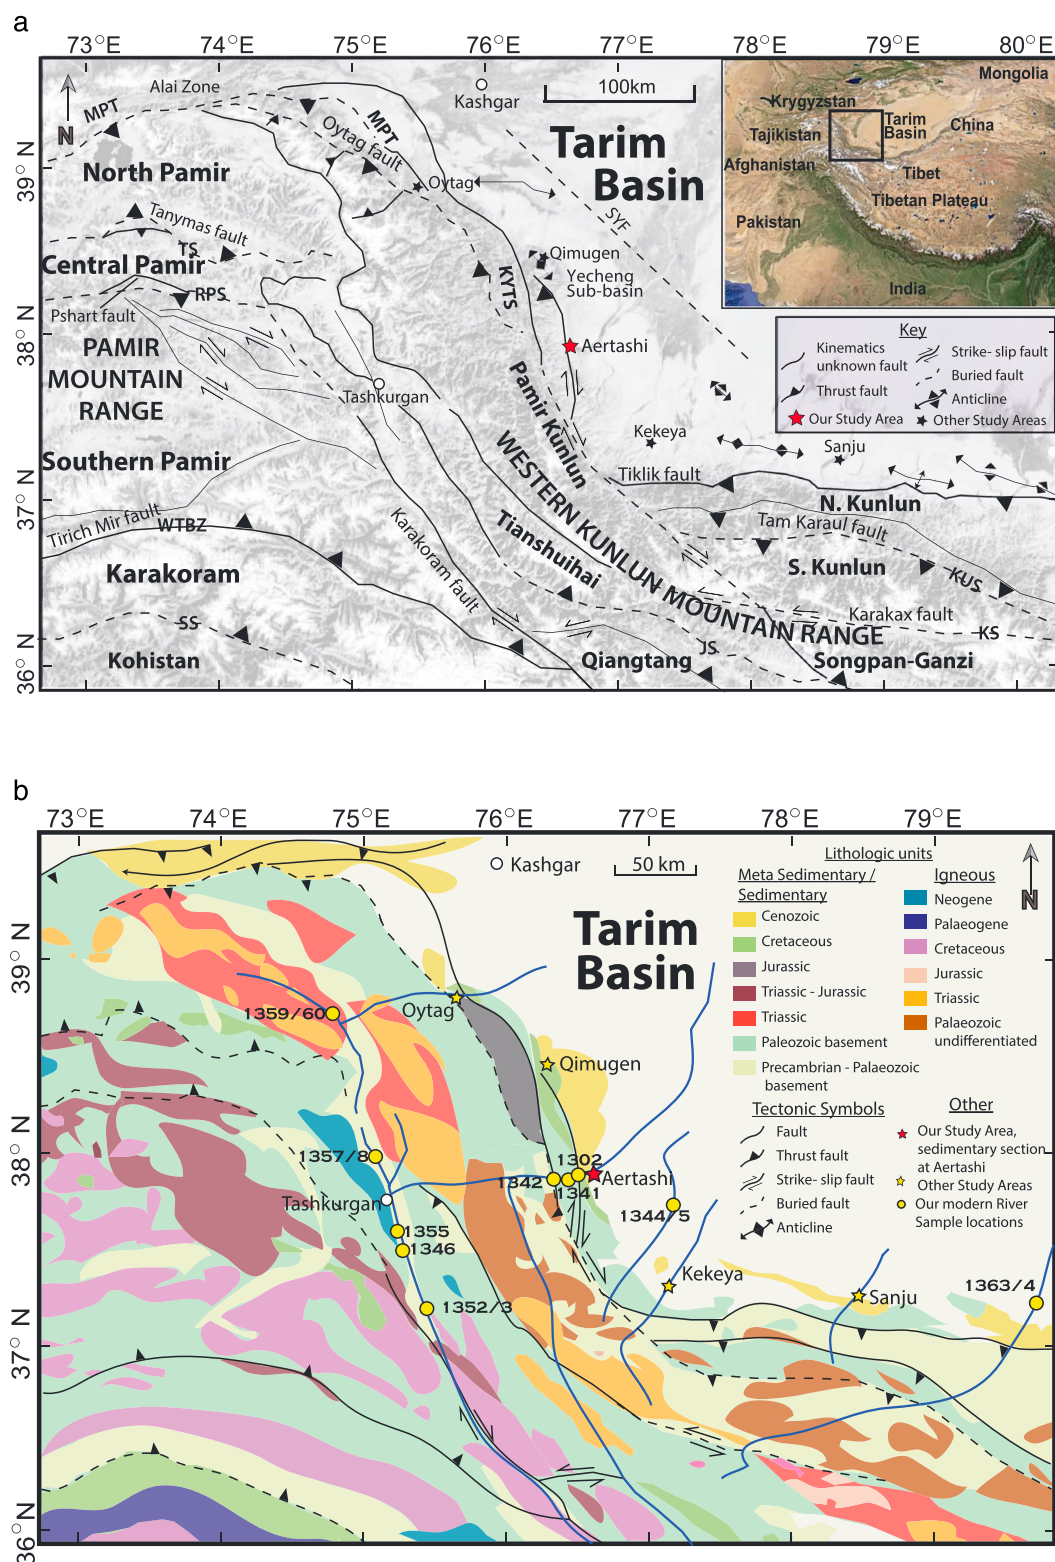 a
73°E 74°E 75°E 76°E 77°E 78°E 79°E 80°E
39° N
38° N
37° N
36° N
N
MPT
Alai Zone
Kashgar
100km
MPT
Oytag fault
Tarim
Basin
North Pamir
Oytag
SYF
Tanymas fault
TS
Central Pamir
RPS
Pshart fault
KYTS
Qimugen
Yecheng
Sub-basin
Aertashi
PAMIR
MOUNTAIN
RANGE
Tashkurgan
Pamir Kunlun
Kekeya
Sanju
Southern Pamir
WESTERN KUNLUN MOUNTAIN RANGE
Tiklik fault
N. Kunlun
Tirich Mir fault
WTBZ
Karakoram fault
Tianshuihai
Tam Karaul fault
S. Kunlun
KUS
Karakoram
Karakax fault
KS
SS
JS
Kohistan
Qiangtang
Songpan-Ganzi
Mongolia
Krygyzstan
Tarim
Basin
China
Tajikistan
Afghanistan
Tibet
Tibetan Plateau
Pakistan
India
Key
Kinematics
unknown fault
Strike- slip fault
Buried fault
Thrust fault
Anticline
Our Study Area
Other Study Areas
b
73°E 74°E 75°E 76°E 77°E 78°E 79°E
39° N
38° N
37° N
36° N
Kashgar
50 km
Tarim
Basin
N
Lithologic units
Meta Sedimentary /
Sedimentary
Cenozoic
Cretaceous
Jurassic
Triassic - Jurassic
Triassic
Paleozoic basement
Precambrian - Palaeozoic
basement
Igneous
Neogene
Palaeogene
Cretaceous
Jurassic
Triassic
Palaeozoic
undifferentiated
Tectonic Symbols
Fault
Thrust fault
Strike- slip fault
Buried fault
Anticline
Other
Our Study Area,
sedimentary section
at Aertashi
Other Study Areas
Our modern River
Sample locations
Oytag
1359/60
Qimugen
1357/8
1302
1342
1341
Aertashi
Tashkurgan
1344/5
1355
1346
Kekeya
1352/3
Sanju
1363/4